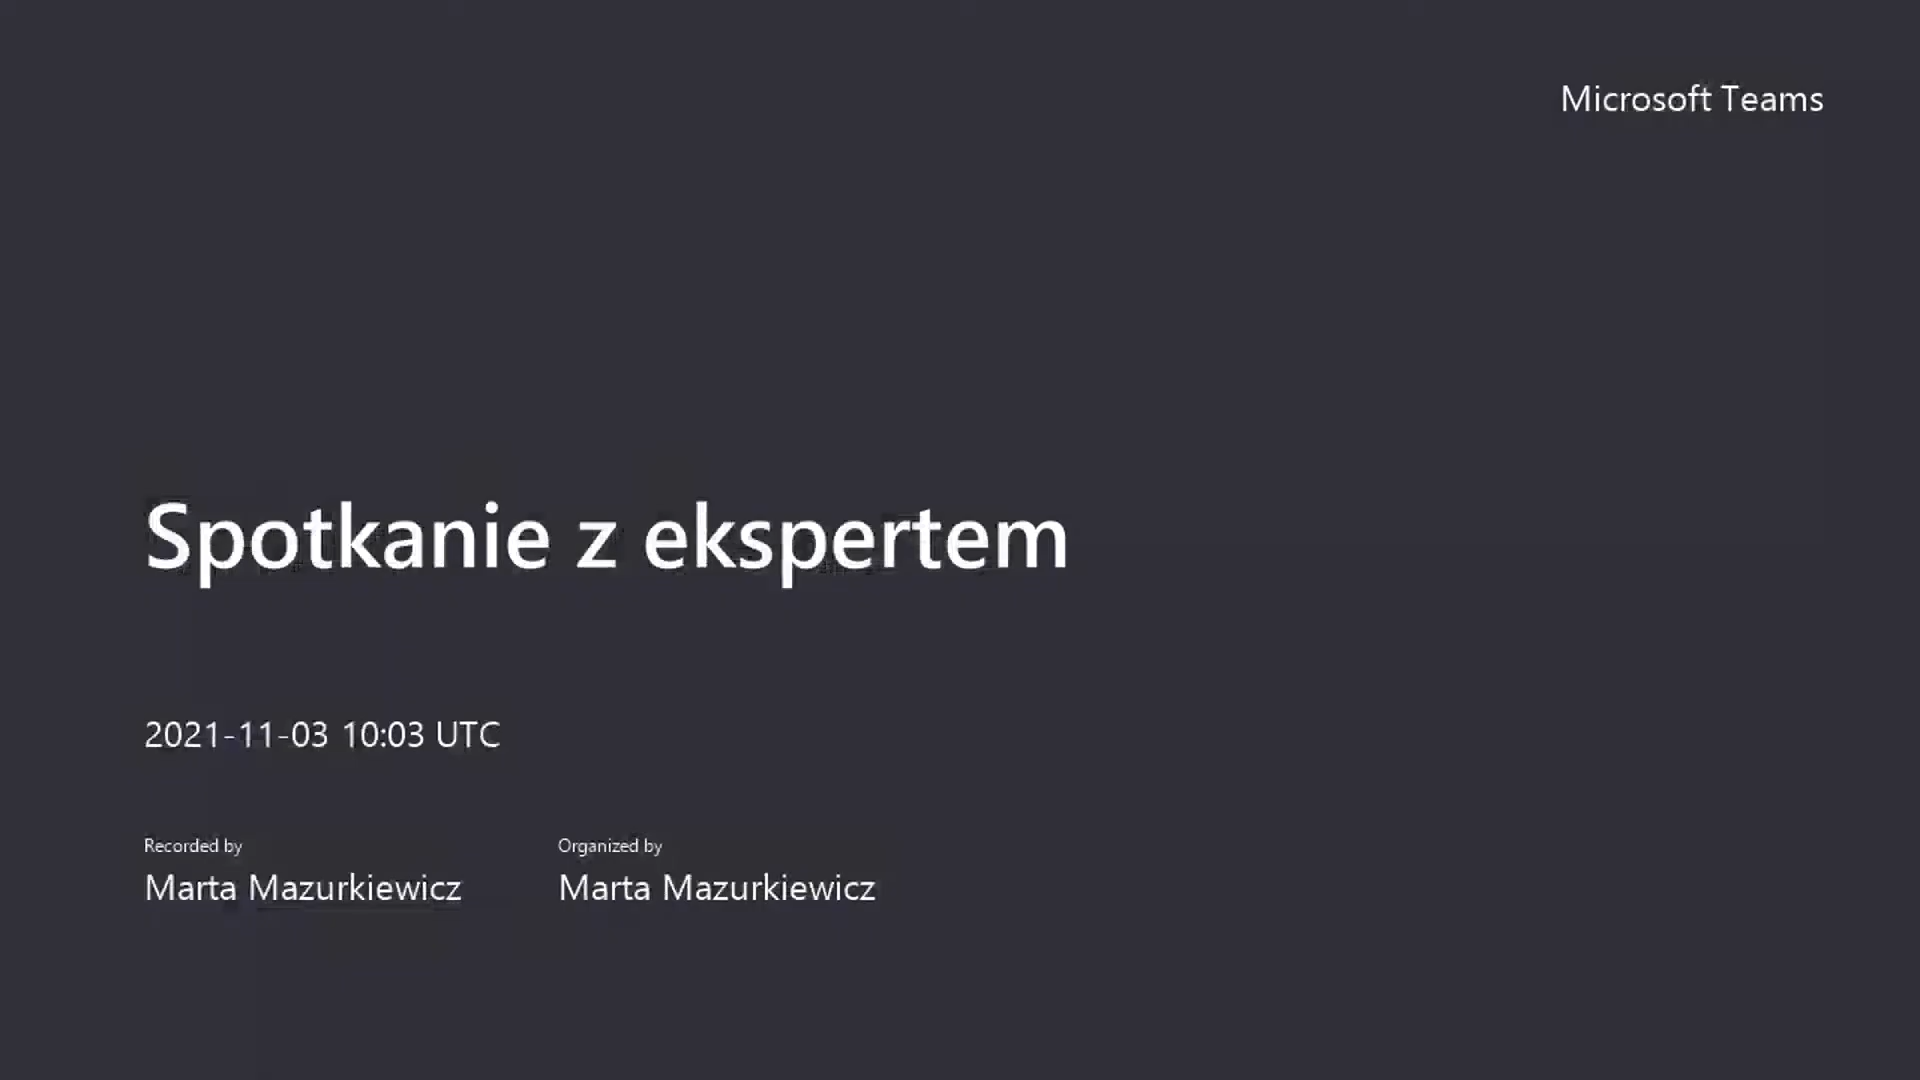 Microsoft Teams
Spotkanie z ekspertem
2021-11-03 10:03 UTC
Recorded by
Marta Mazurkiewicz
Organized by
Marta Mazurkiewicz